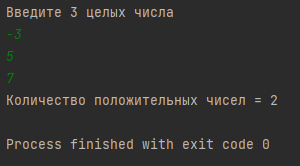 Введите 3 целых числа
-3
5
7
Количество положительных чисел = 2
Process finished with exit code 0